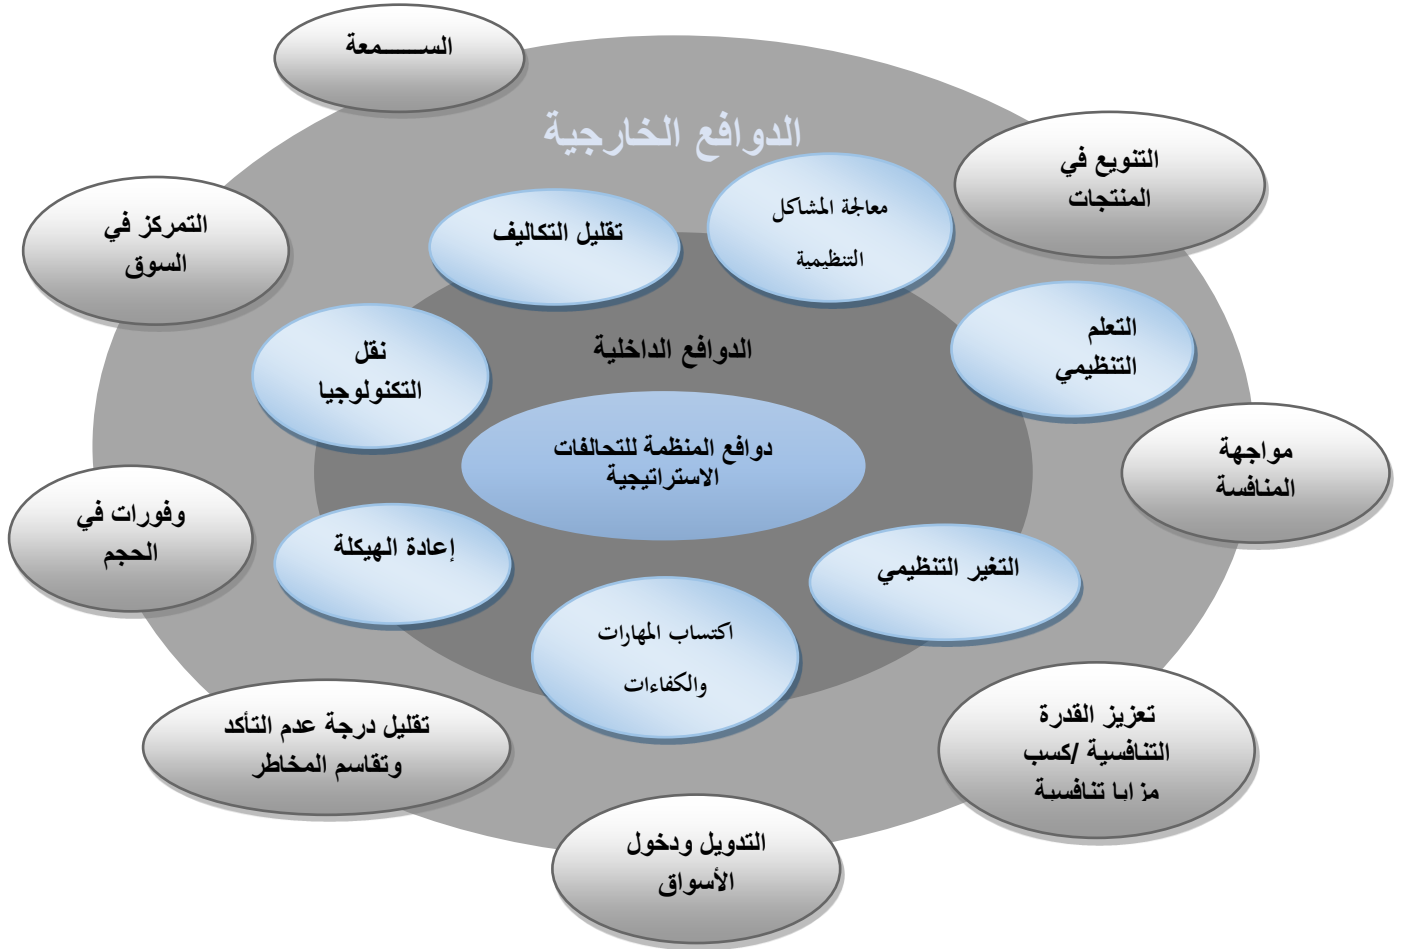 السـمعة
الدوافع الخارجية
التنويع في
المنتجات
معالجة المشاكل
التنظيمية
تقليل التكاليف
التمركز في
السوق
التعلم
التنظيمي
نقل
التكنولوجيا
الدوافع الداخلية
دوافع المنظمة للتحالفات
الاستراتيجية
مواجهة
المنافسة
وفورات في
الحجم
إعادة الهيكلة
التغير التنظيمي
اكتساب المهارات
والكفاءات
تعزيز القدرة
التنافسية /كسب
مزايا تنافسية
تقليل درجة عدم التأكد
وتقاسم المخاطر
التدويل ودخول
الأسواق